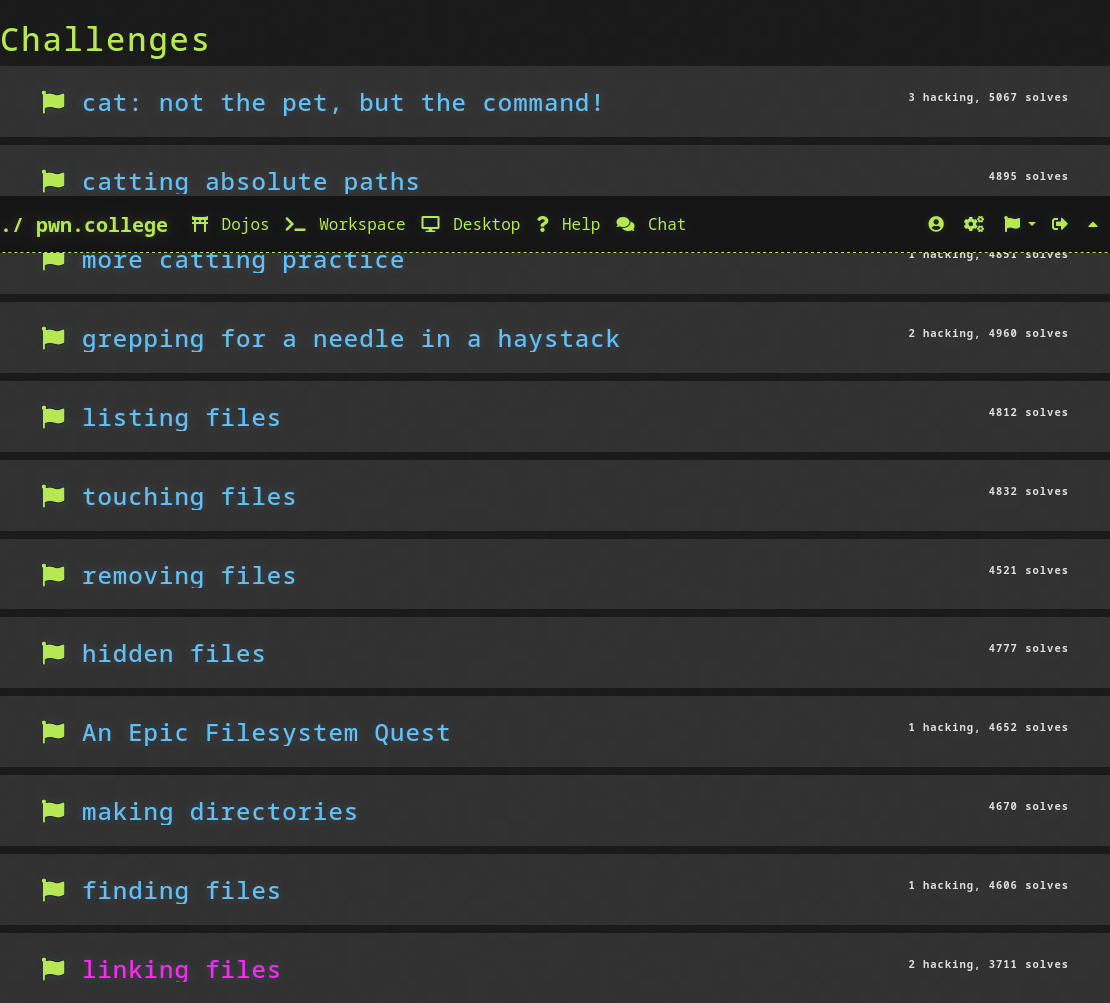 Challenges
cat: not the pet, but the command!
3 hacking, 5067 solves
catting absolute paths
4895 solves
./ pwn.college Dojos Workspace Desktop Help Chat
more catting practice
1 hacking, 4851 solves
grepping for a needle in a haystack
2 hacking, 4960 solves
listing files
4812 solves
touching files
4832 solves
removing files
4521 solves
hidden files
4777 solves
An Epic Filesystem Quest
1 hacking, 4652 solves
making directories
4670 solves
finding files
1 hacking, 4606 solves
linking files
2 hacking, 3711 solves